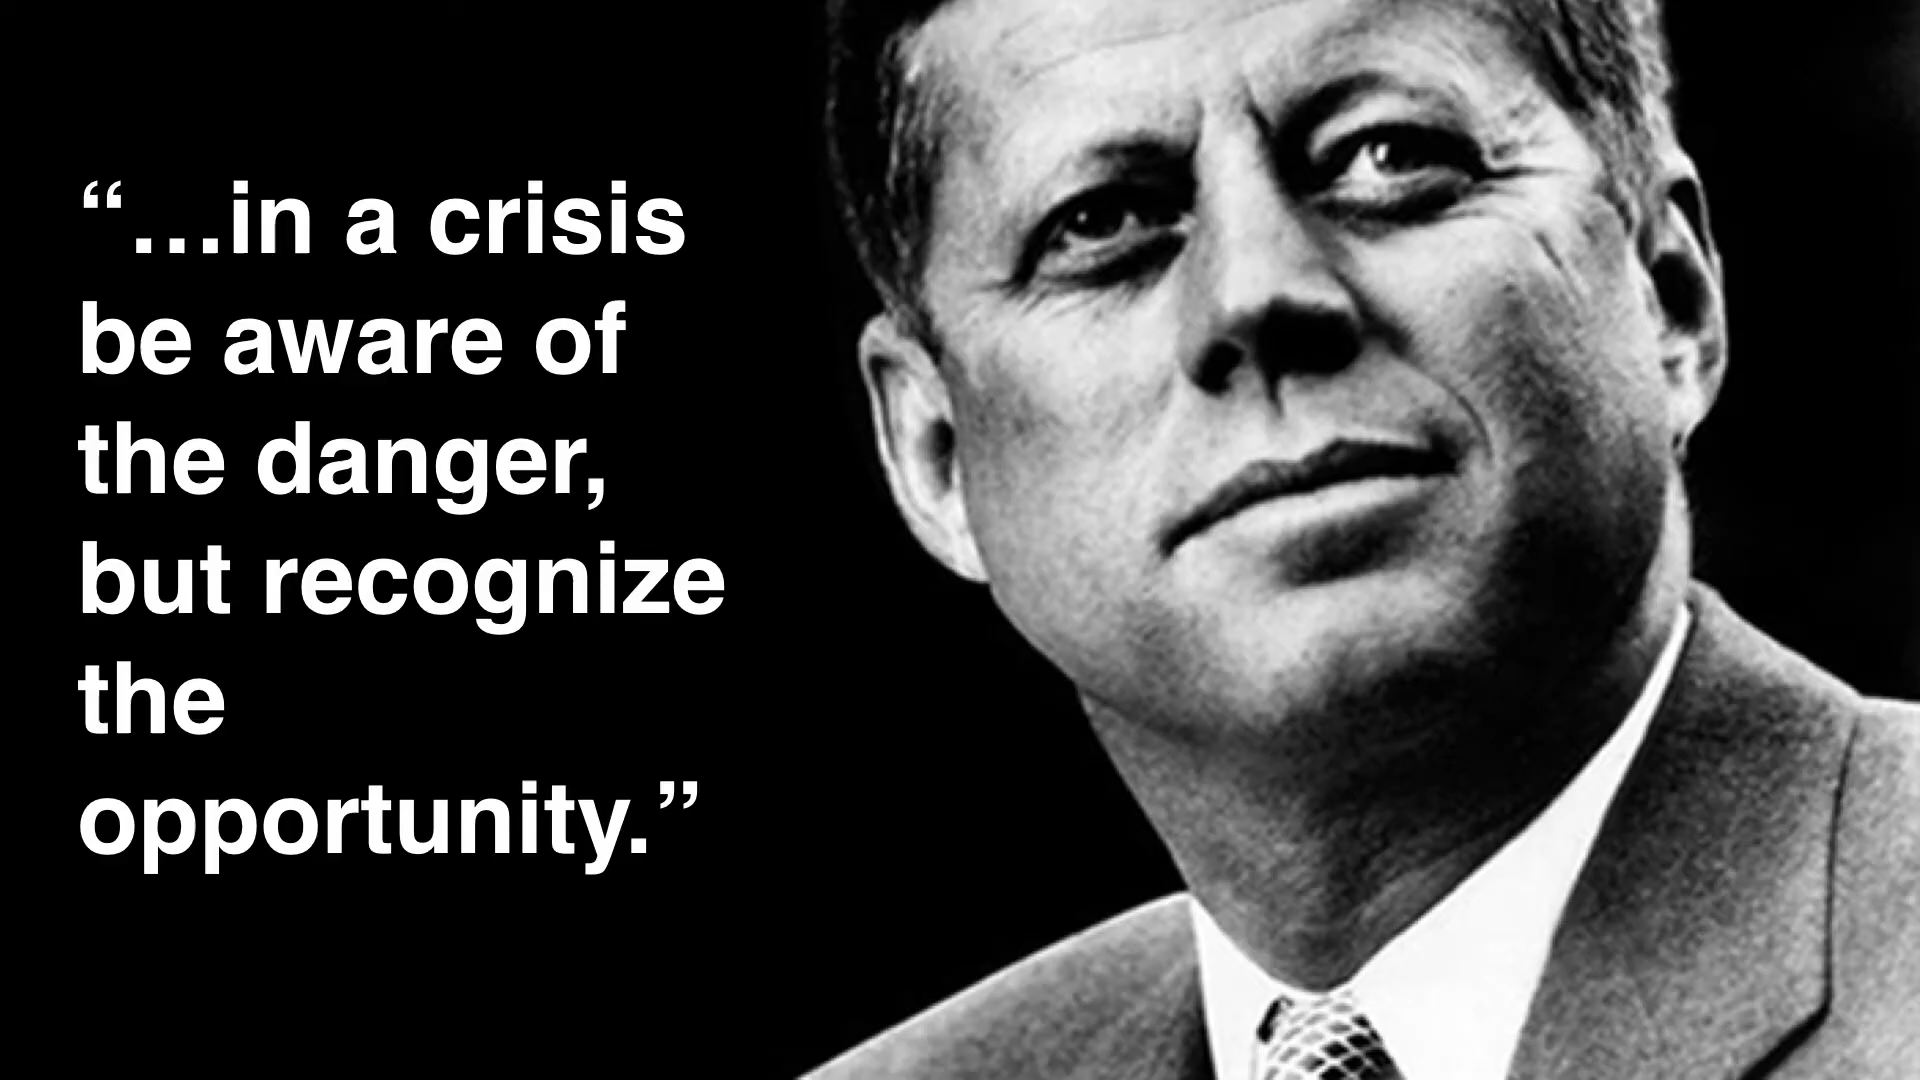 “…in a crisis
be aware of
the danger,
but recognize
the
opportunity.”